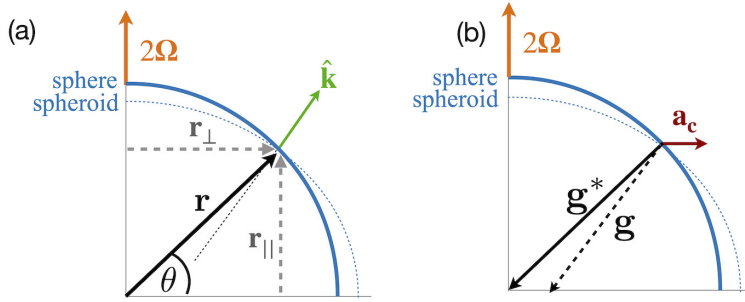 (a)
2Ω
k̂
sphere
spheroid
r⊥
r
r||
θ
(b)
2Ω
sphere
spheroid
a_c
g*
g